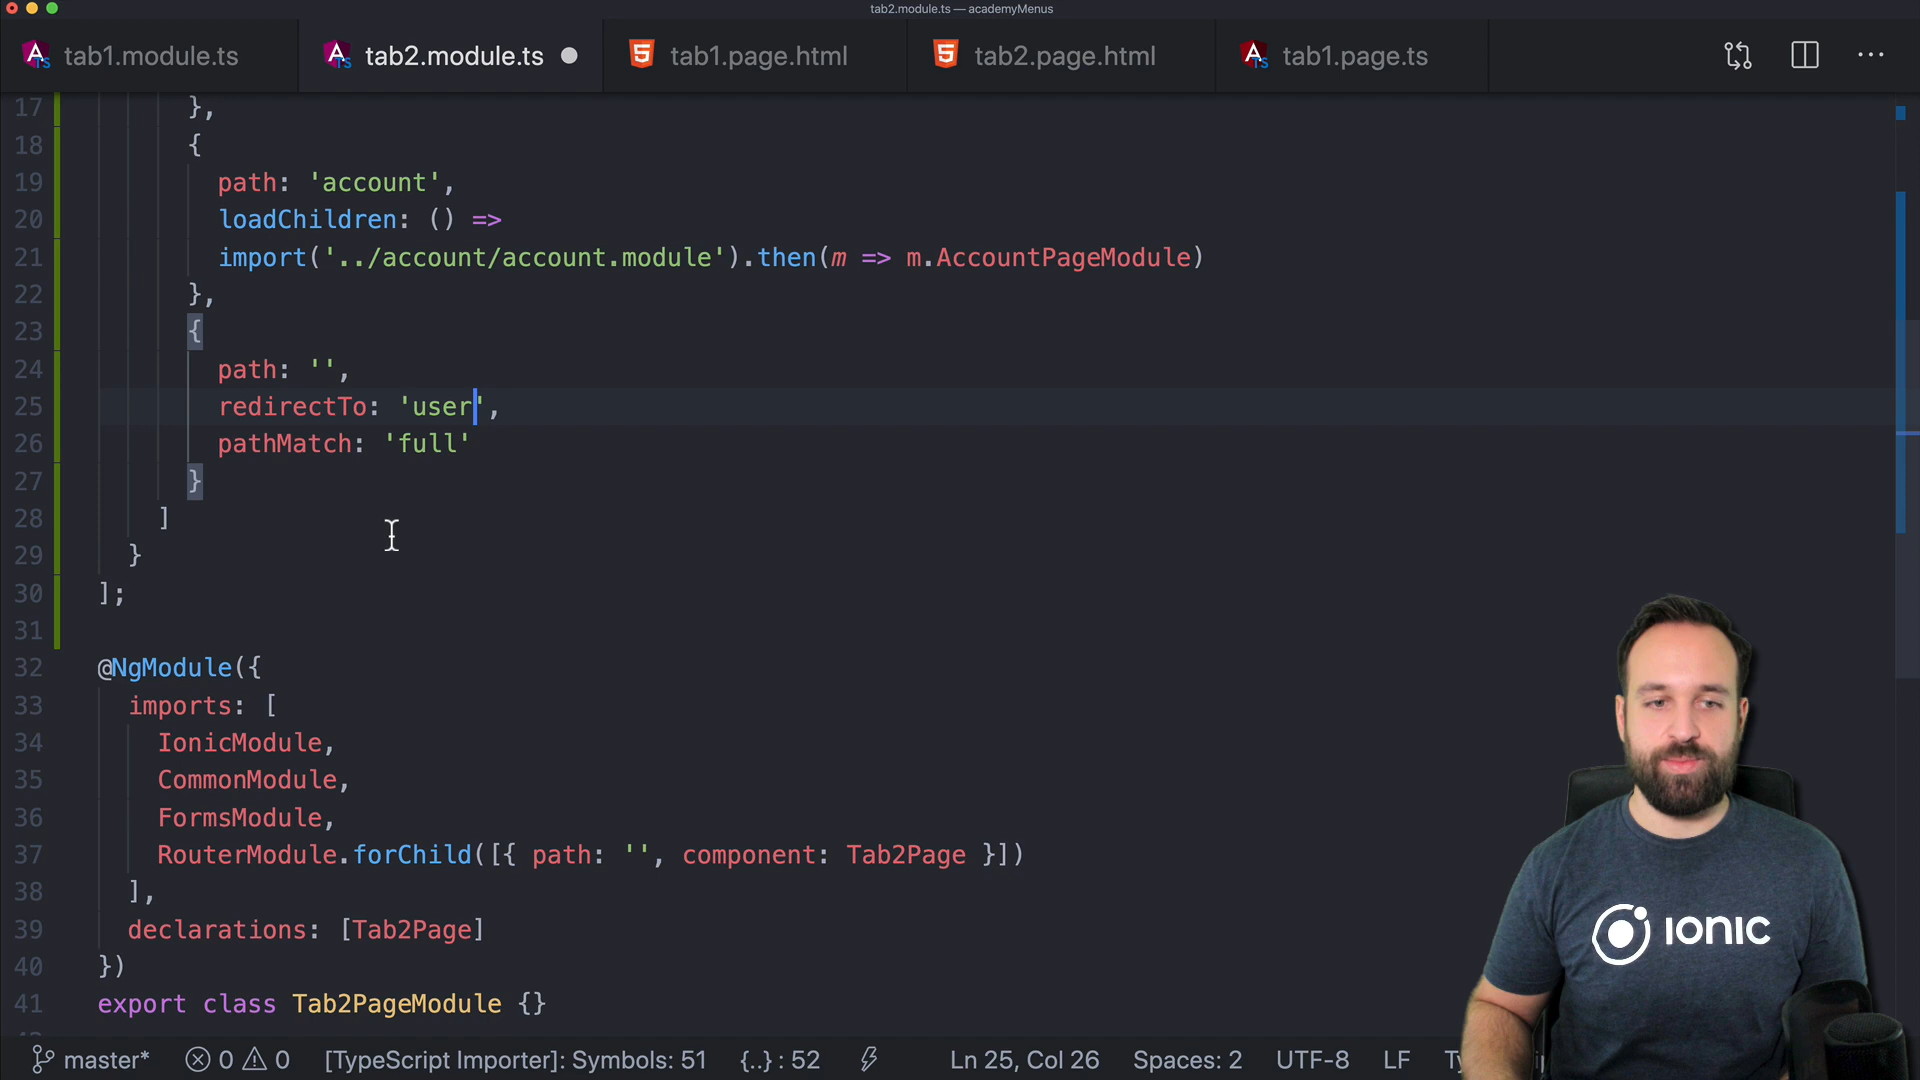 tab2.module.ts — academyMenus
tab1.module.ts
tab2.module.ts
tab1.page.html
tab2.page.html
tab1.page.ts
17 },
18 {
19 path: 'account',
20 loadChildren: () =>
21 import('../account/account.module').then(m => m.AccountPageModule)
22 },
23 {
24 path: '',
25 redirectTo: 'user',
26 pathMatch: 'full'
27 }
28 ]
29 }
30 ];
31
32 @NgModule({
33 imports: [
34 IonicModule,
35 CommonModule,
36 FormsModule,
37 RouterModule.forChild([{ path: '', component: Tab2Page }])
38 ],
39 declarations: [Tab2Page]
40 })
41 export class Tab2PageModule {}
master* 0 0 [TypeScript Importer]: Symbols: 51 {..} : 52 Ln 25, Col 26 Spaces: 2 UTF-8 LF
IONIC